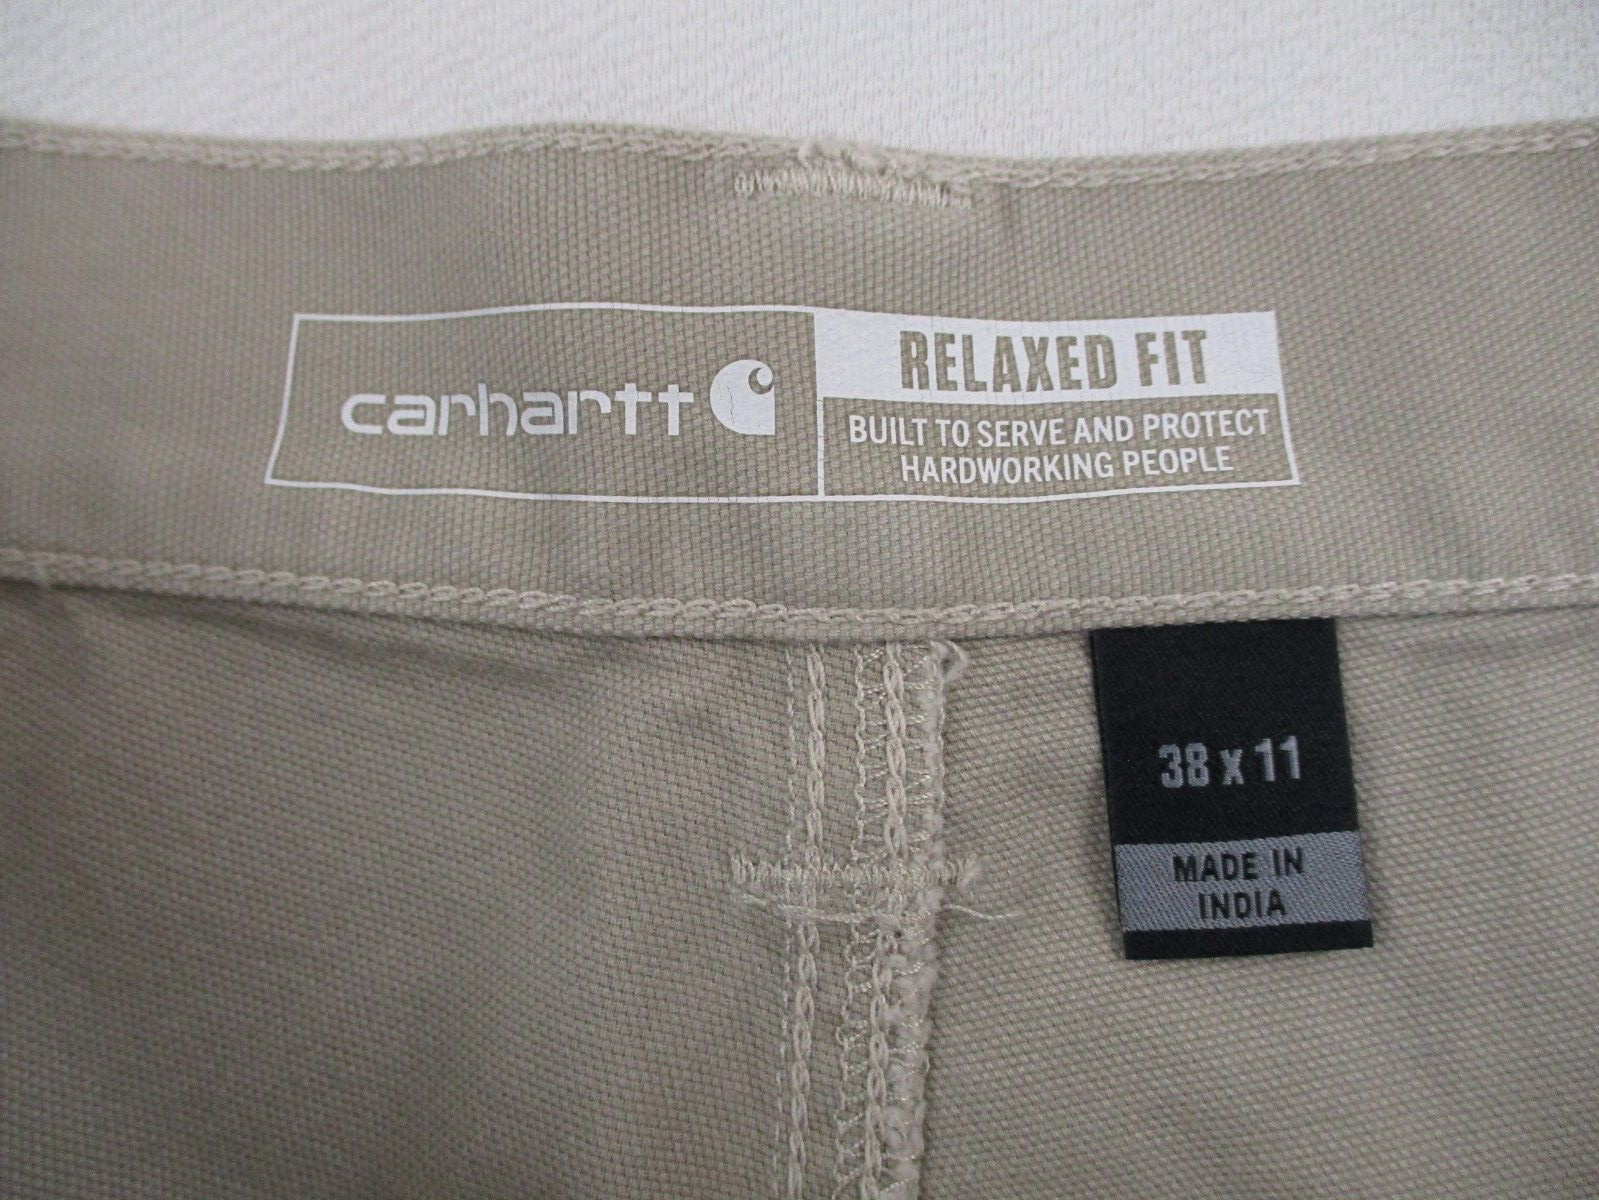 carhartt
RELAXED FIT
BUILT TO SERVE AND PROTECT
HARDWORKING PEOPLE
38 x 11
MADE IN
INDIA